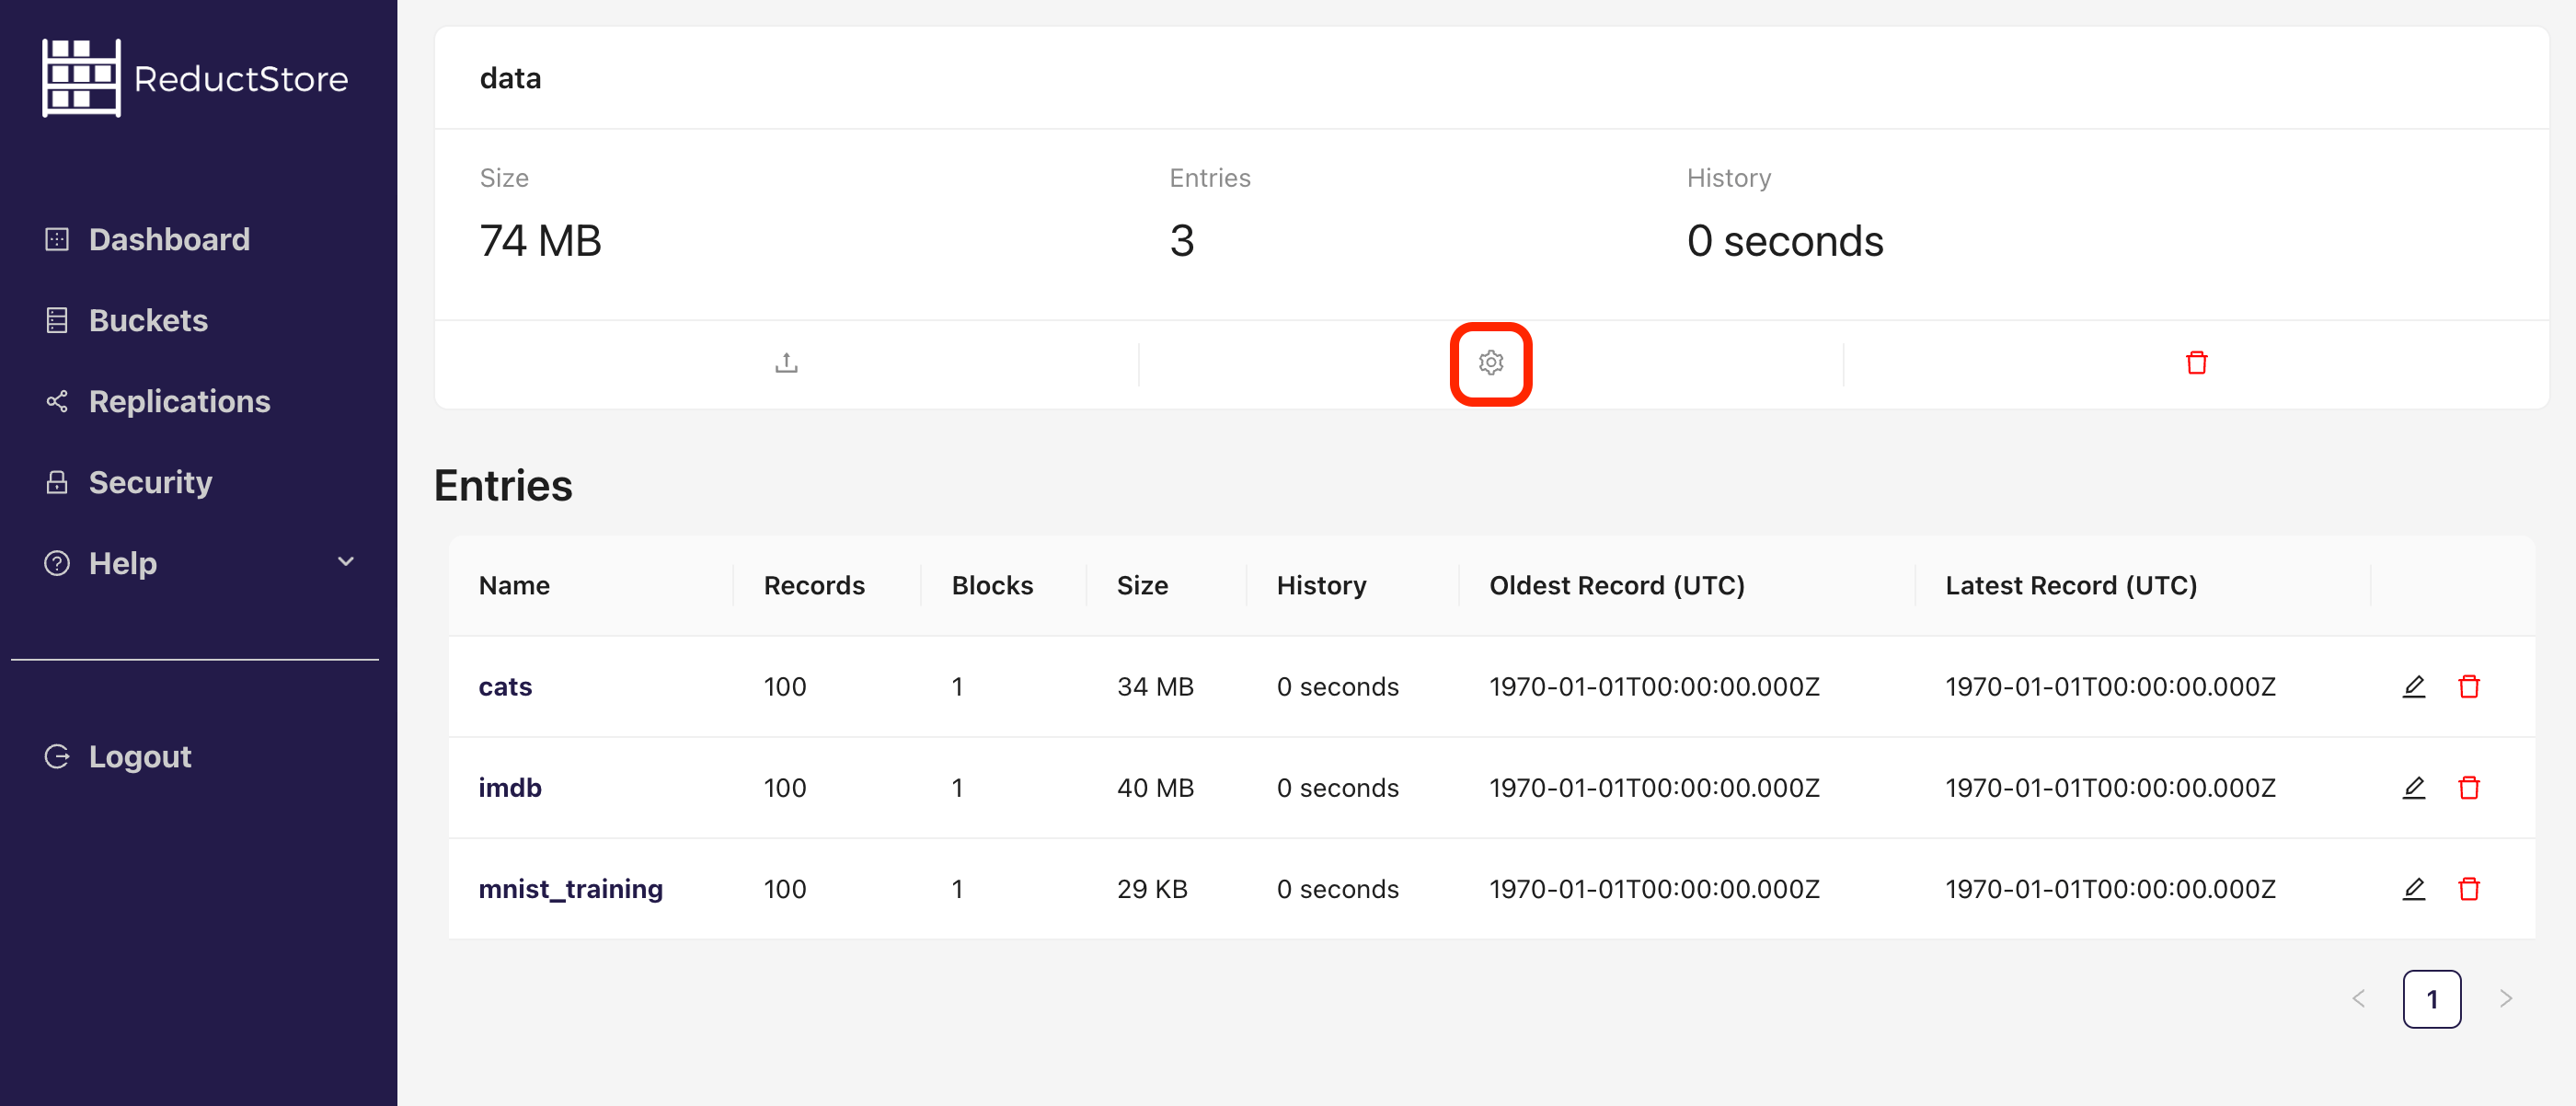 ReductStore
Dashboard
Buckets
Replications
Security
Help
Logout
data
Size Entries History
74 MB 3 0 seconds
Entries
Name Records Blocks Size History Oldest Record (UTC) Latest Record (UTC)
cats 100 1 34 MB 0 seconds 1970-01-01T00:00:00.000Z 1970-01-01T00:00:00.000Z
imdb 100 1 40 MB 0 seconds 1970-01-01T00:00:00.000Z 1970-01-01T00:00:00.000Z
mnist_training 100 1 29 KB 0 seconds 1970-01-01T00:00:00.000Z 1970-01-01T00:00:00.000Z
1